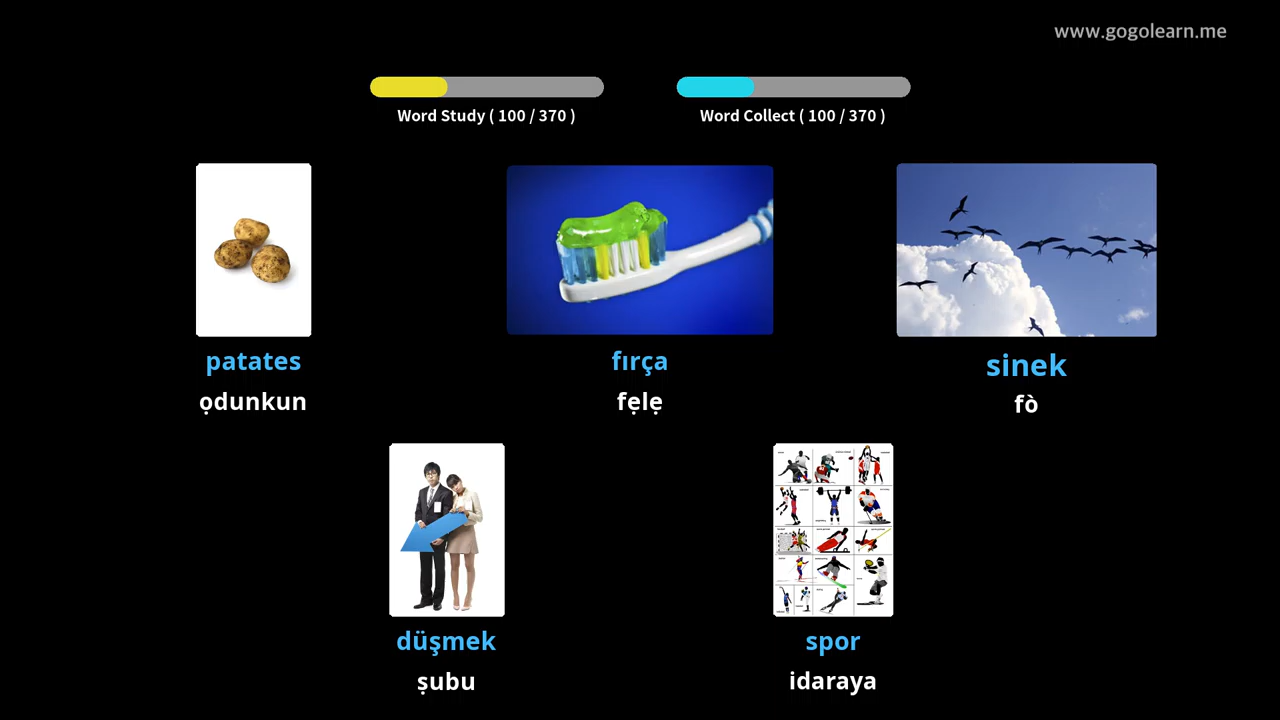 www.gogolearn.me
Word Study ( 100 / 370 )
Word Collect ( 100 / 370 )
patates
ọdunkun
fırça
fẹlẹ
sinek
fò
düşmek
ṣubu
spor
idaraya